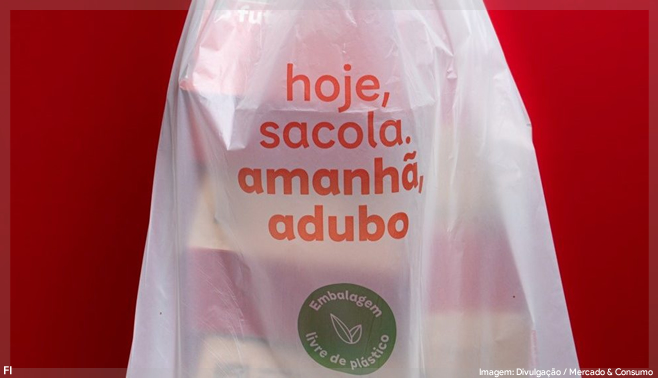 hoje,
sacola.
amanhã,
adubo
Embalagem
livre de plástico
FI
Imagem: Divulgação / Mercado & Consumo